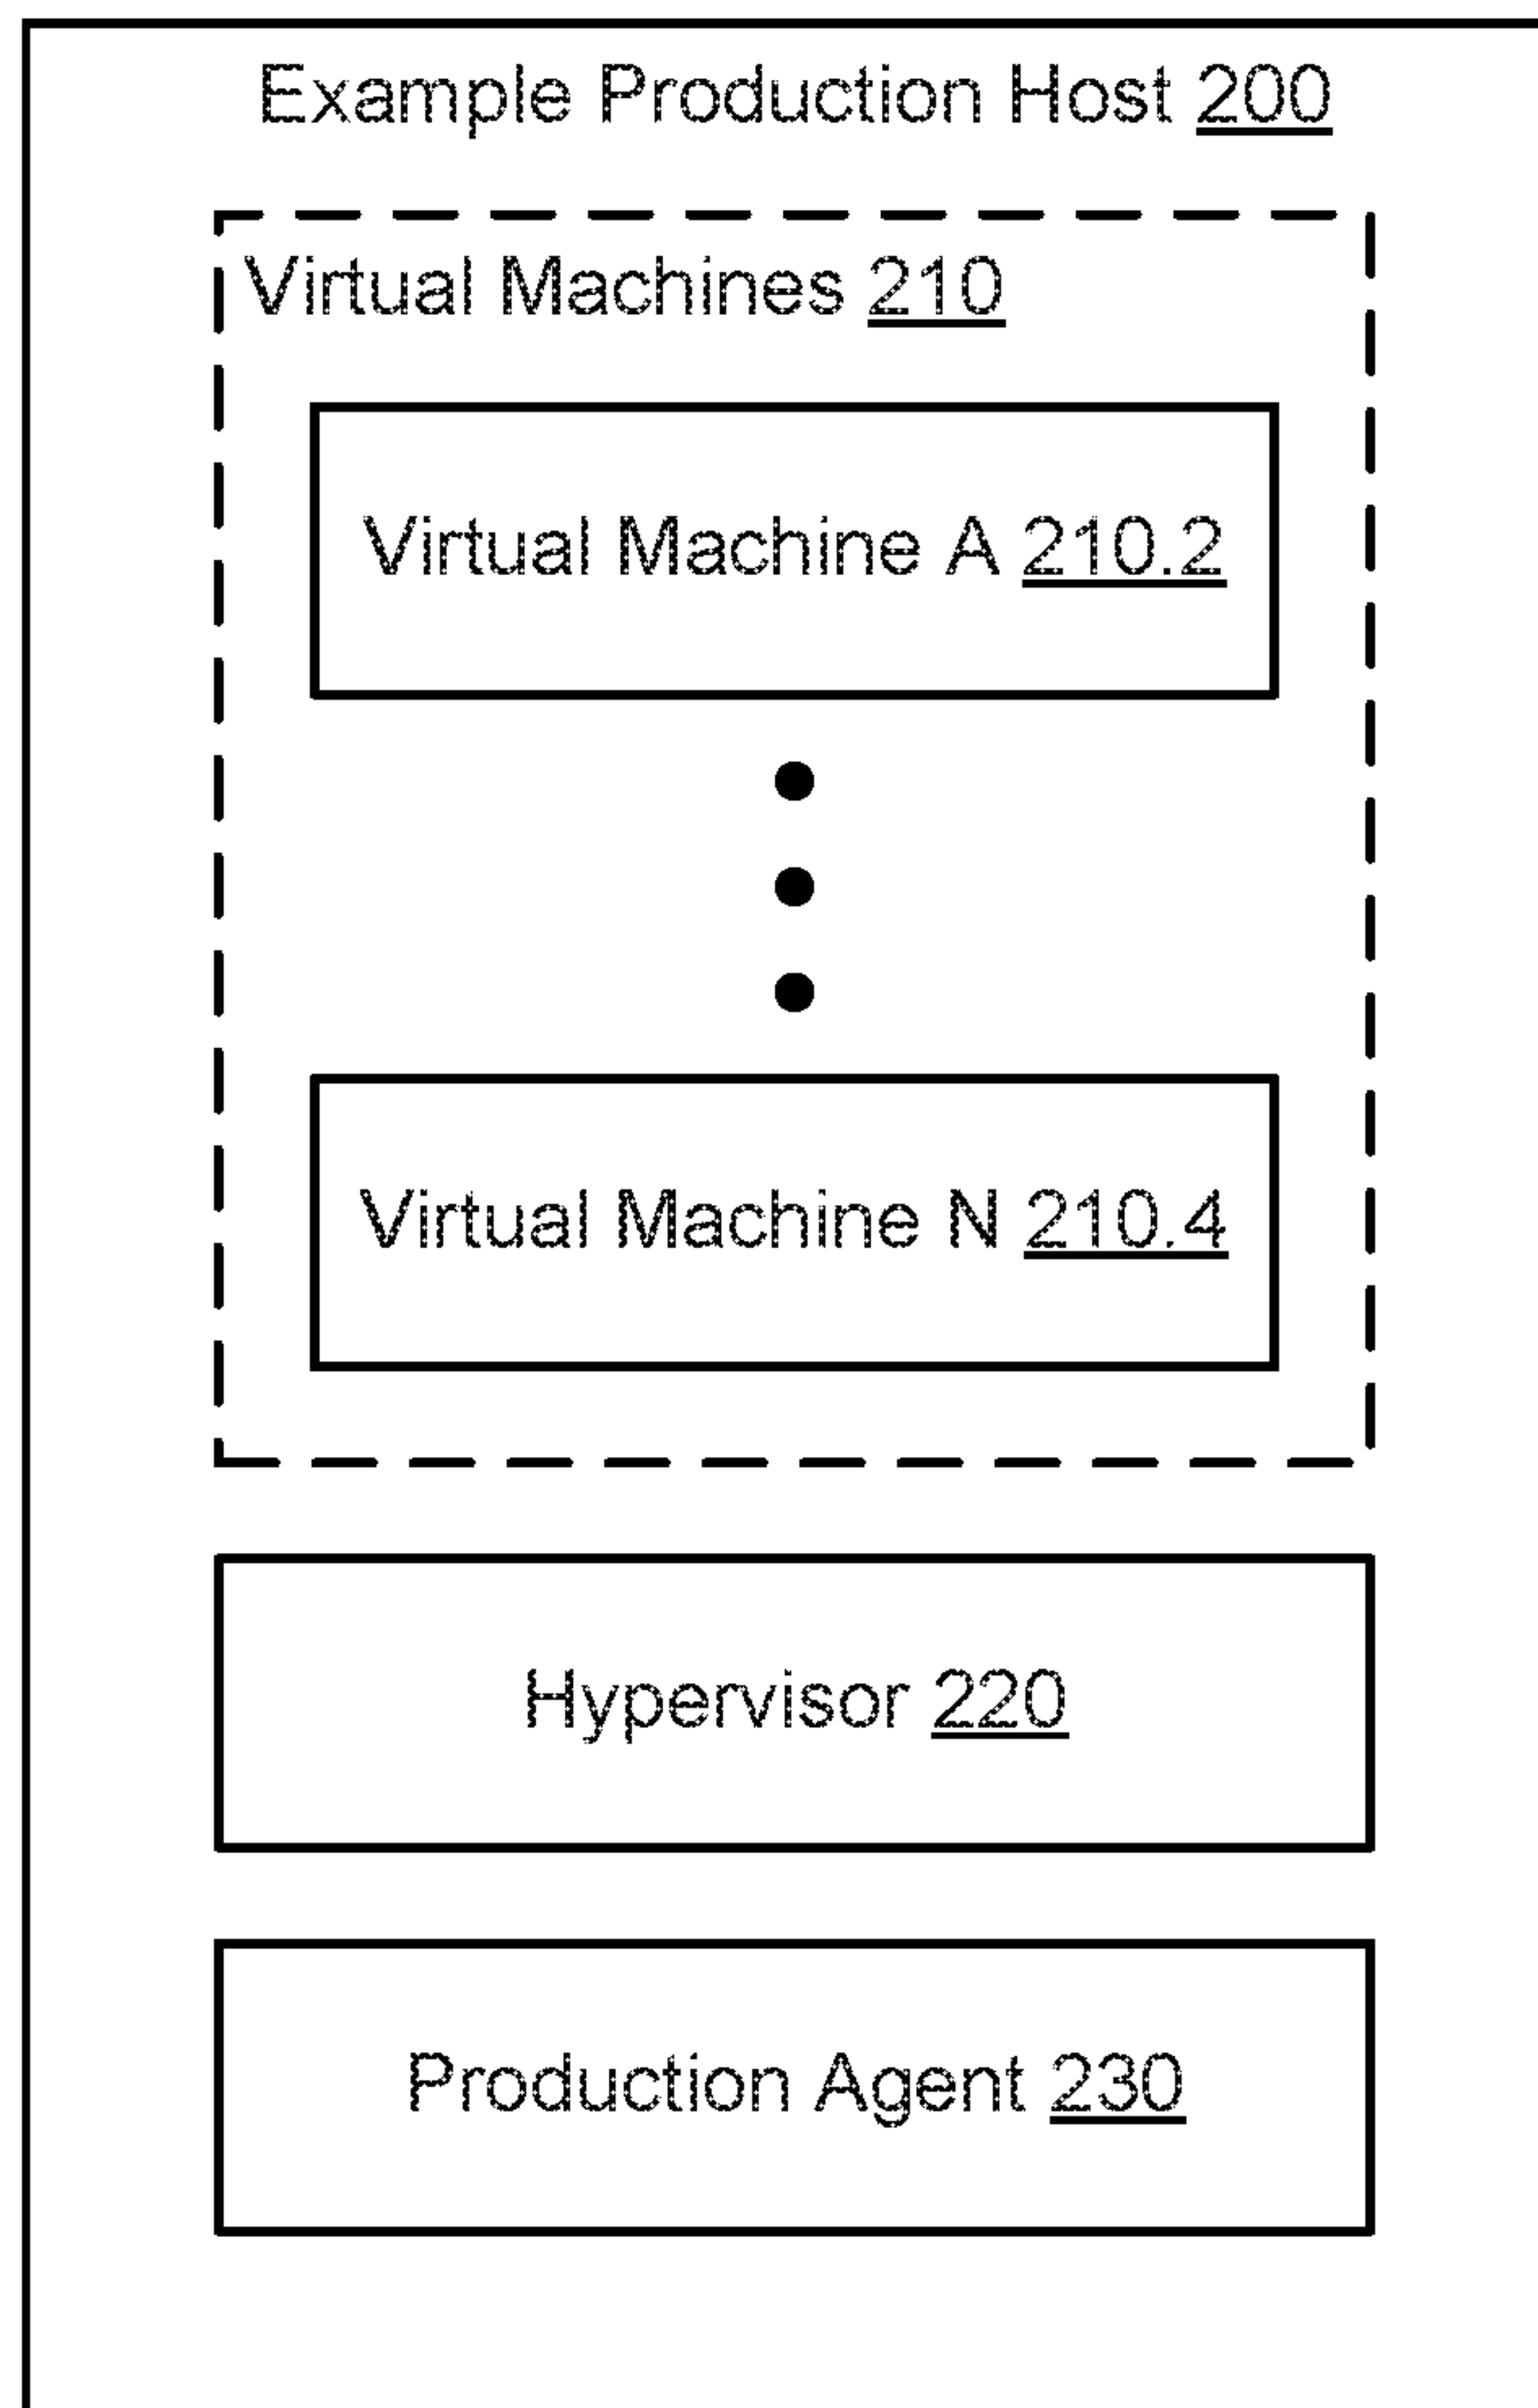 Example Production Host 200
Virtual Machines 210
Virtual Machine A 210.2
Virtual Machine N 210.4
Hypervisor 220
Production Agent 230